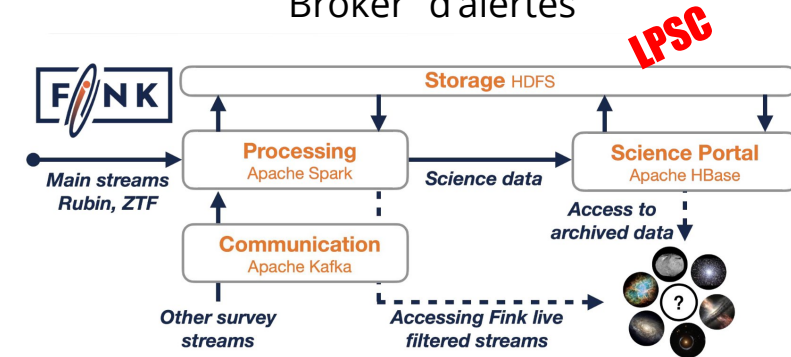 Broker d'alertes
LPSC
FINK
Storage HDFS
Processing
Apache Spark
Science Portal
Apache HBase
Main streams
Rubin, ZTF
Science data
Access to
archived data
Communication
Apache Kafka
?
Other survey
streams
Accessing Fink live
filtered streams